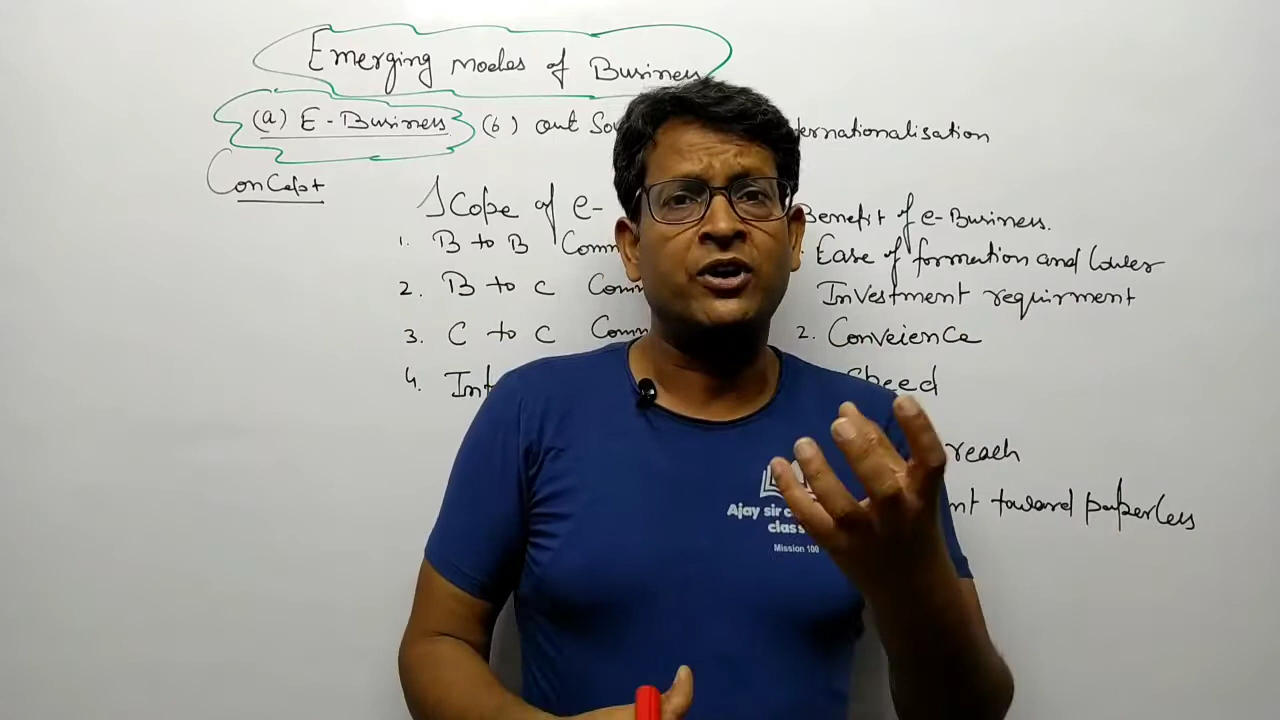 Emerging Modes of Business
(a) E-Business (b) out Sou ternationalisation
Concept
Scope of e-
1. B to B Comm
2. B to C Comm
3. C to C Comm
4. Int
Benefit of e-Business.
Ease of formation and lower
Investment requirment
2. Conveience
Speed
reach
nt toward paperless
Ajay sir c
class
Mission 100